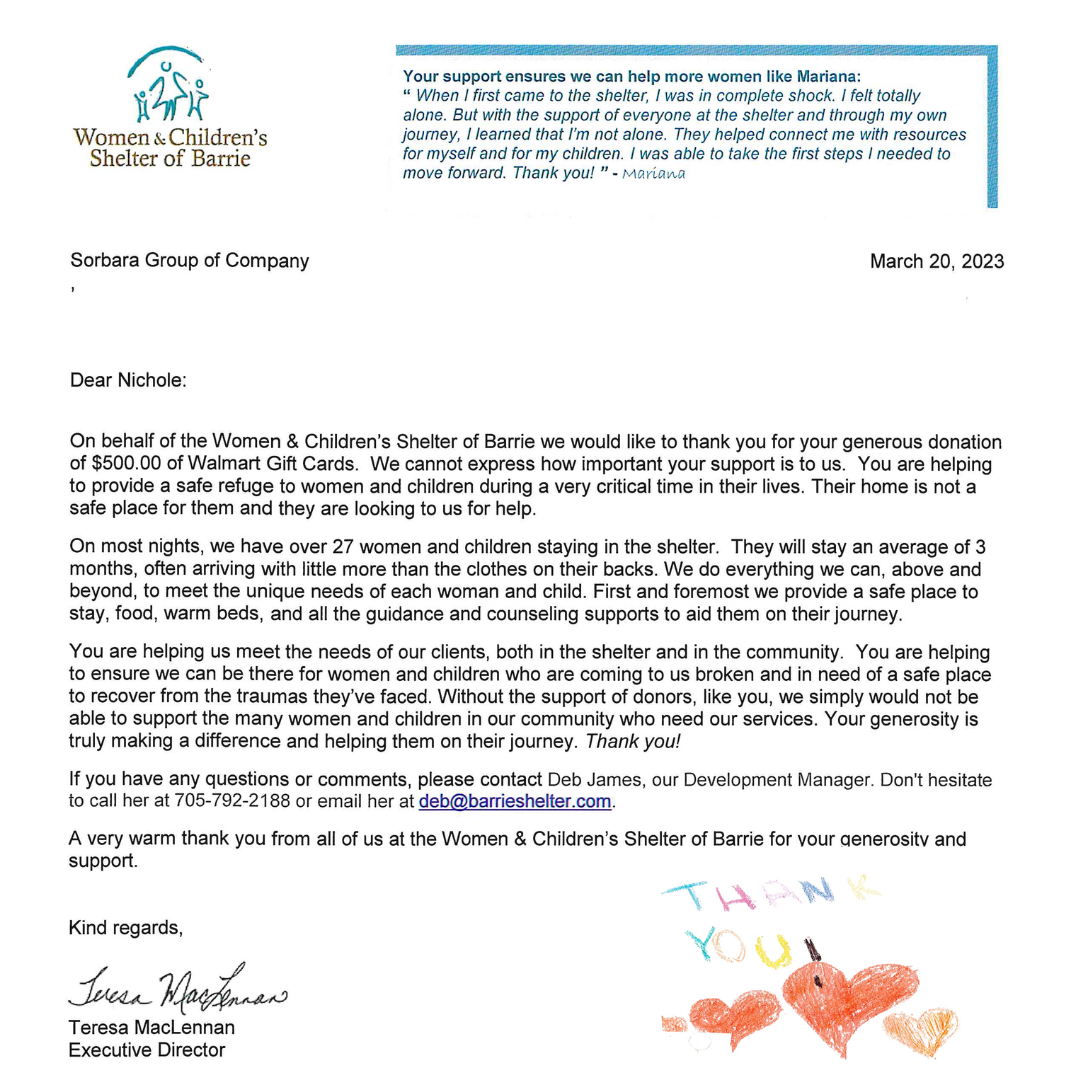 Women & Children's
Shelter of Barrie
Your support ensures we can help more women like Mariana:
“ When I first came to the shelter, I was in complete shock. I felt totally
alone. But with the support of everyone at the shelter and through my own
journey, I learned that I'm not alone. They helped connect me with resources
for myself and for my children. I was able to take the first steps I needed to
move forward. Thank you! ” - Mariana
Sorbara Group of Company
March 20, 2023
,
Dear Nichole:
On behalf of the Women & Children's Shelter of Barrie we would like to thank you for your generous donation
of $500.00 of Walmart Gift Cards.  We cannot express how important your support is to us.  You are helping
to provide a safe refuge to women and children during a very critical time in their lives. Their home is not a
safe place for them and they are looking to us for help.
On most nights, we have over 27 women and children staying in the shelter.  They will stay an average of 3
months, often arriving with little more than the clothes on their backs. We do everything we can, above and
beyond, to meet the unique needs of each woman and child. First and foremost we provide a safe place to
stay, food, warm beds, and all the guidance and counseling supports to aid them on their journey.
You are helping us meet the needs of our clients, both in the shelter and in the community.  You are helping
to ensure we can be there for women and children who are coming to us broken and in need of a safe place
to recover from the traumas they've faced. Without the support of donors, like you, we simply would not be
able to support the many women and children in our community who need our services. Your generosity is
truly making a difference and helping them on their journey. Thank you!
If you have any questions or comments, please contact Deb James, our Development Manager. Don't hesitate
to call her at 705-792-2188 or email her at deb@barrieshelter.com.
A very warm thank you from all of us at the Women & Children's Shelter of Barrie for your generosity and
support.
THANK
YOU!
Kind regards,
Teresa MacLennan
Teresa MacLennan
Executive Director